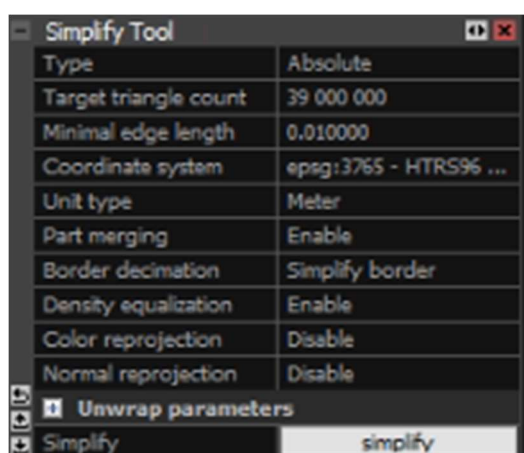 Simplify Tool
Type Absolute
Target triangle count 39 000 000
Minimal edge length 0.010000
Coordinate system epsg:3765 - HTRS96 ...
Unit type Meter
Part merging Enable
Border decimation Simplify border
Density equalization Enable
Color reprojection Disable
Normal reprojection Disable
Unwrap parameters
Simplify simplify